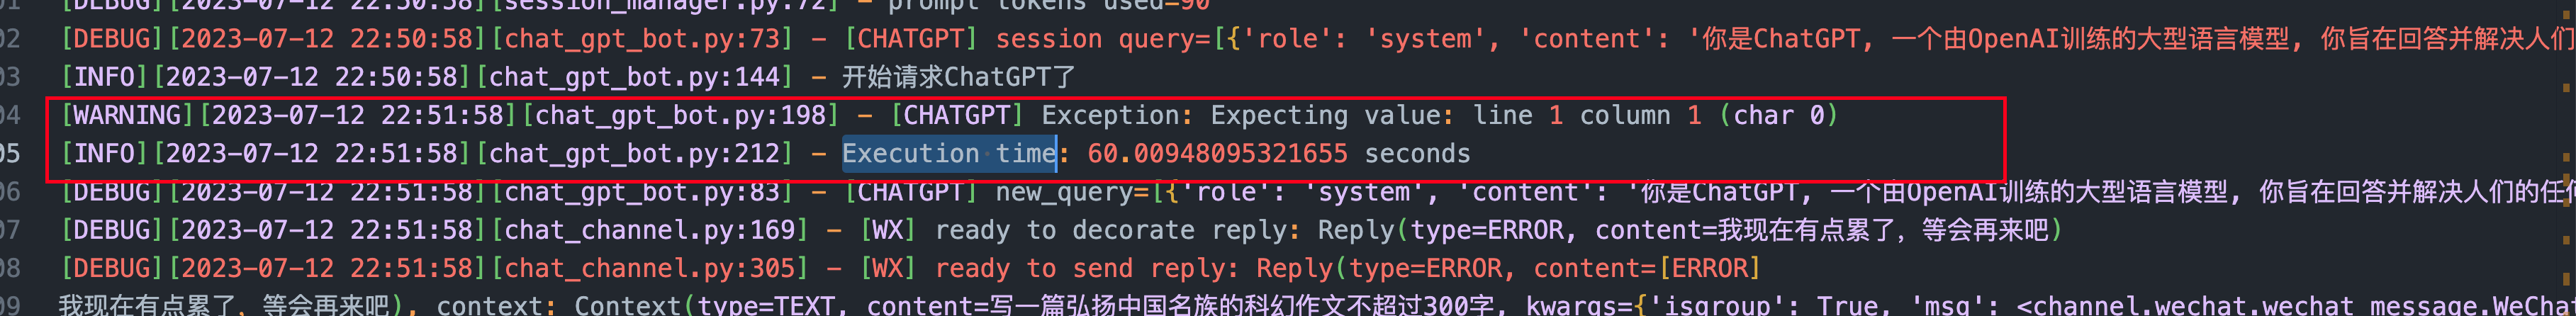 01 [DEBUG][2023-07-12 22:50:58][session_manager.py:72] - prompt tokens used=90
02 [DEBUG][2023-07-12 22:50:58][chat_gpt_bot.py:73] - [CHATGPT] session query=[{'role': 'system', 'content': '你是ChatGPT, 一个由OpenAI训练的大型语言模型, 你旨在回答并解决人们
03 [INFO][2023-07-12 22:50:58][chat_gpt_bot.py:144] - 开始请求ChatGPT了
04 [WARNING][2023-07-12 22:51:58][chat_gpt_bot.py:198] - [CHATGPT] Exception: Expecting value: line 1 column 1 (char 0)
05 [INFO][2023-07-12 22:51:58][chat_gpt_bot.py:212] - Execution time: 60.00948095321655 seconds
06 [DEBUG][2023-07-12 22:51:58][chat_gpt_bot.py:83] - [CHATGPT] new_query=[{'role': 'system', 'content': '你是ChatGPT, 一个由OpenAI训练的大型语言模型, 你旨在回答并解决人们的任
07 [DEBUG][2023-07-12 22:51:58][chat_channel.py:169] - [WX] ready to decorate reply: Reply(type=ERROR, content=我现在有点累了，等会再来吧)
08 [DEBUG][2023-07-12 22:51:58][chat_channel.py:305] - [WX] ready to send reply: Reply(type=ERROR, content=[ERROR]
09 我现在有点累了，等会再来吧), context: Context(type=TEXT, content=写一篇弘扬中国名族的科幻作文不超过300字, kwargs={'isgroup': True, 'msg': <channel.wechat.wechat_message.WeCha